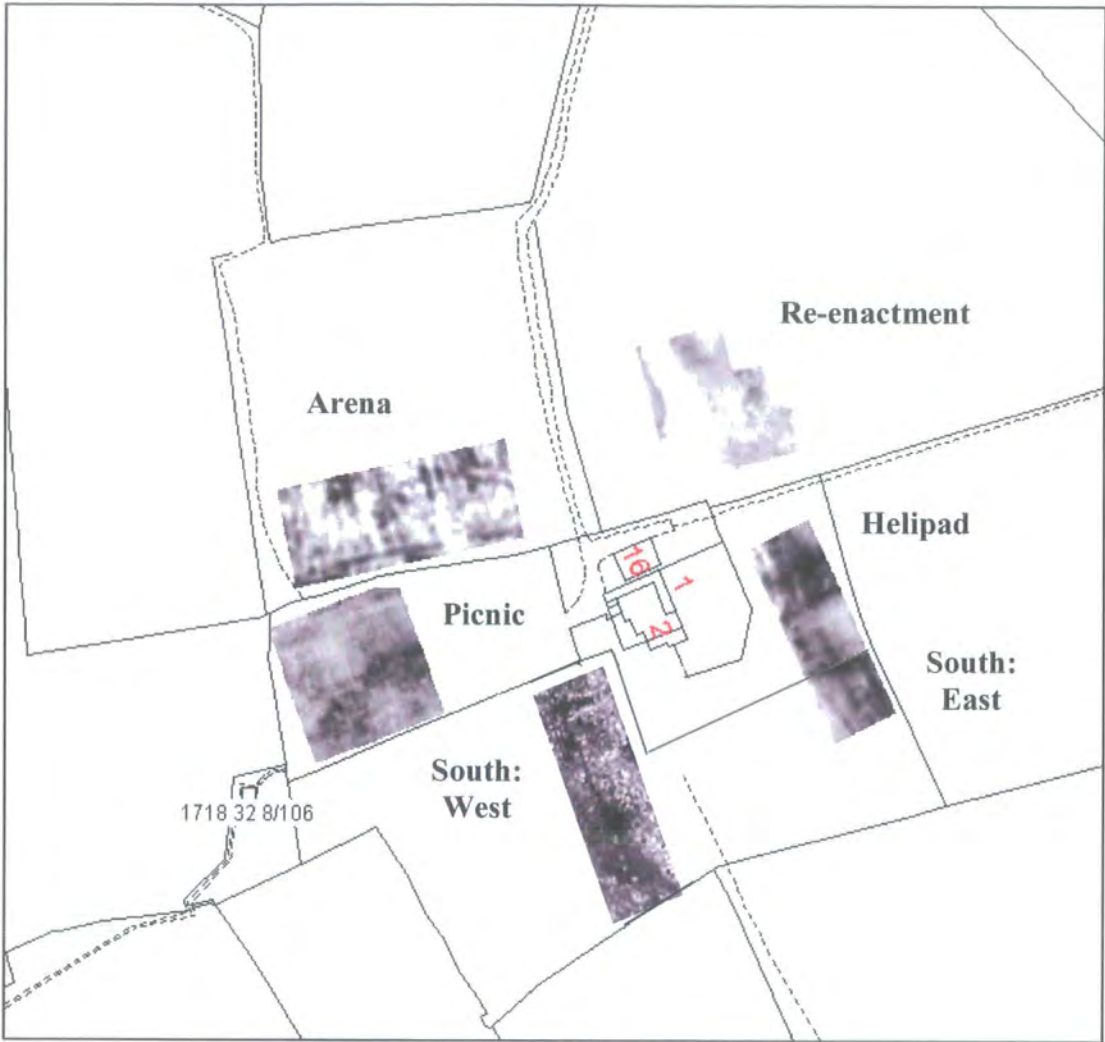 Re-enactment
Arena
Helipad
16
1
Picnic
2
South:
East
South:
West
1718 32 8/106